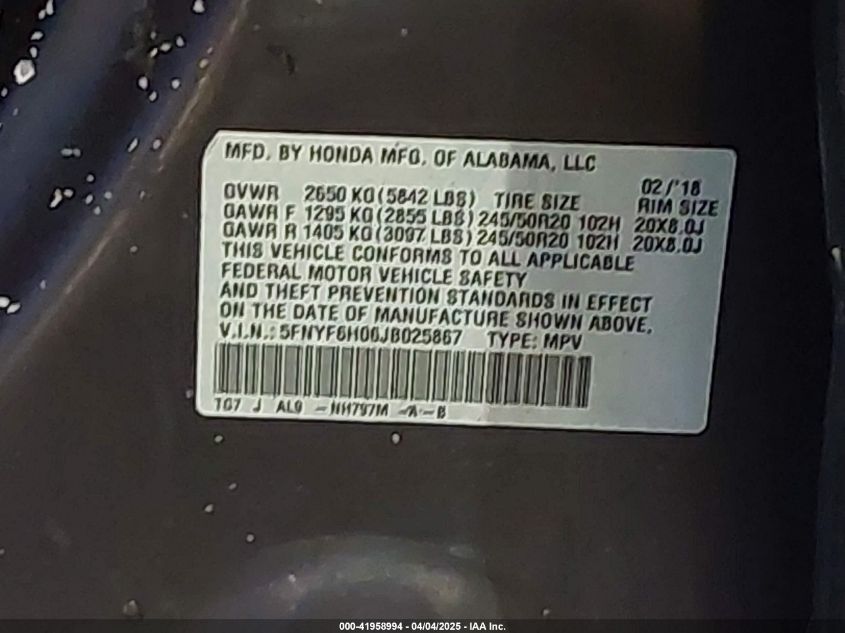 MFD. BY HONDA MFG. OF ALABAMA, LLC
02/'18
GVWR 2650 KG (5842 LBS) TIRE SIZE RIM SIZE
GAWR F 1295 KG (2855 LBS) 245/50R20 102H 20X8.0J
GAWR R 1405 KG (3097 LBS) 245/50R20 102H 20X8.0J
THIS VEHICLE CONFORMS TO ALL APPLICABLE
FEDERAL MOTOR VEHICLE SAFETY
AND THEFT PREVENTION STANDARDS IN EFFECT
ON THE DATE OF MANUFACTURE SHOWN ABOVE.
V.I.N.: 5FNYF6H06JB025867 TYPE: MPV
TG7 J AL9 - NH797M -A-B
000-41958994 - 04/04/2025 - IAA Inc.